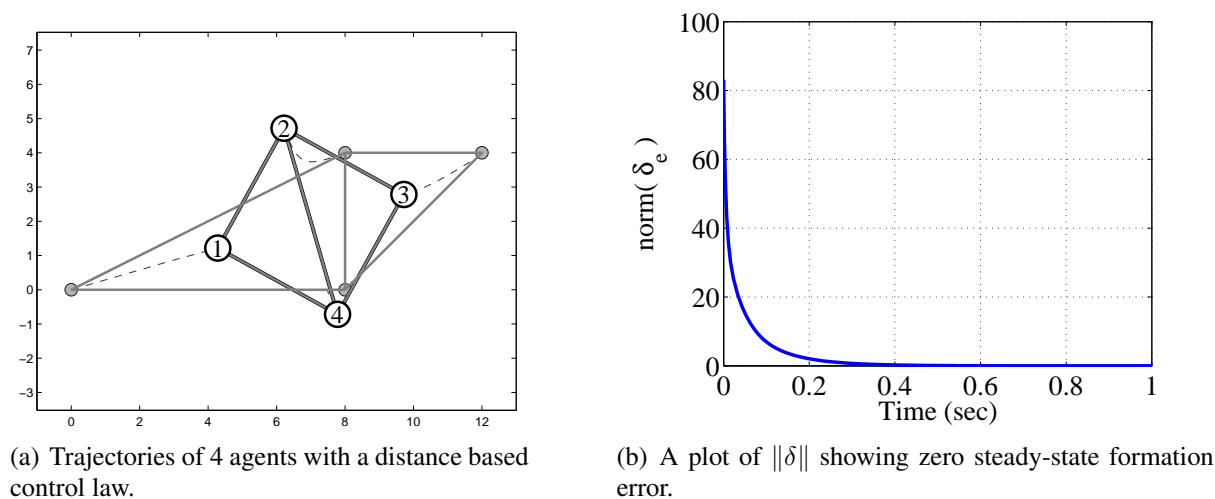 7
6
5
4
3
2
1
0
−1
−2
−3
0 2 4 6 8 10 12
1
2
3
4
100
80
60
40
20
0
0 0.2 0.4 0.6 0.8 1
norm( δ_e )
Time (sec)
(a) Trajectories of 4 agents with a distance based
control law.
(b) A plot of ‖δ‖ showing zero steady-state formation
error.